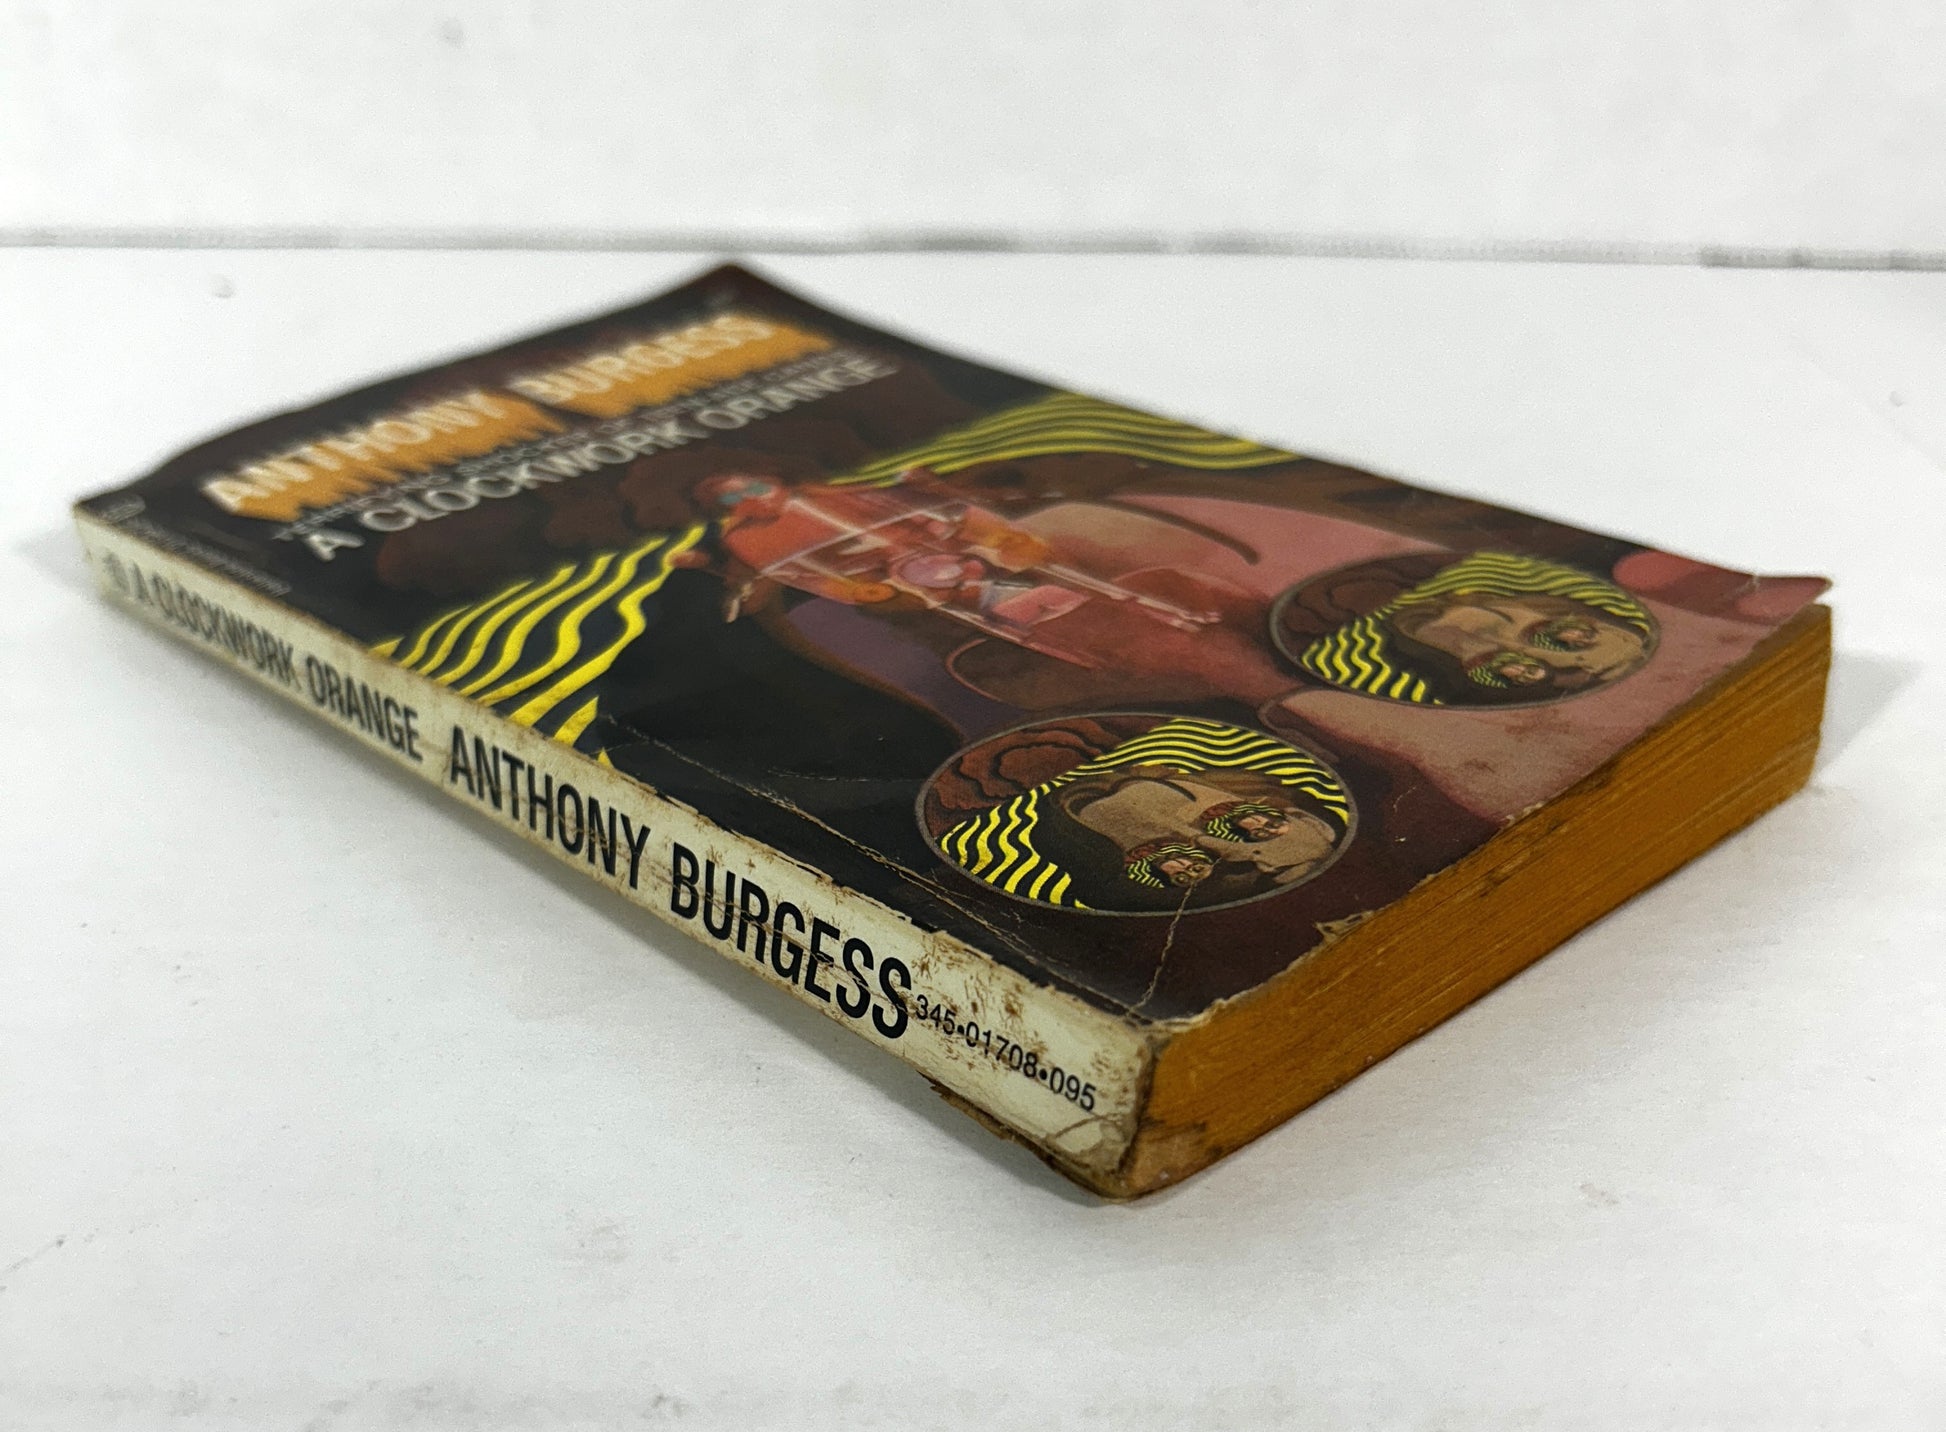 ANTHONY BURGESS
A CLOCKWORK ORANGE
A CLOCKWORK ORANGE ANTHONY BURGESS 345•01708•095